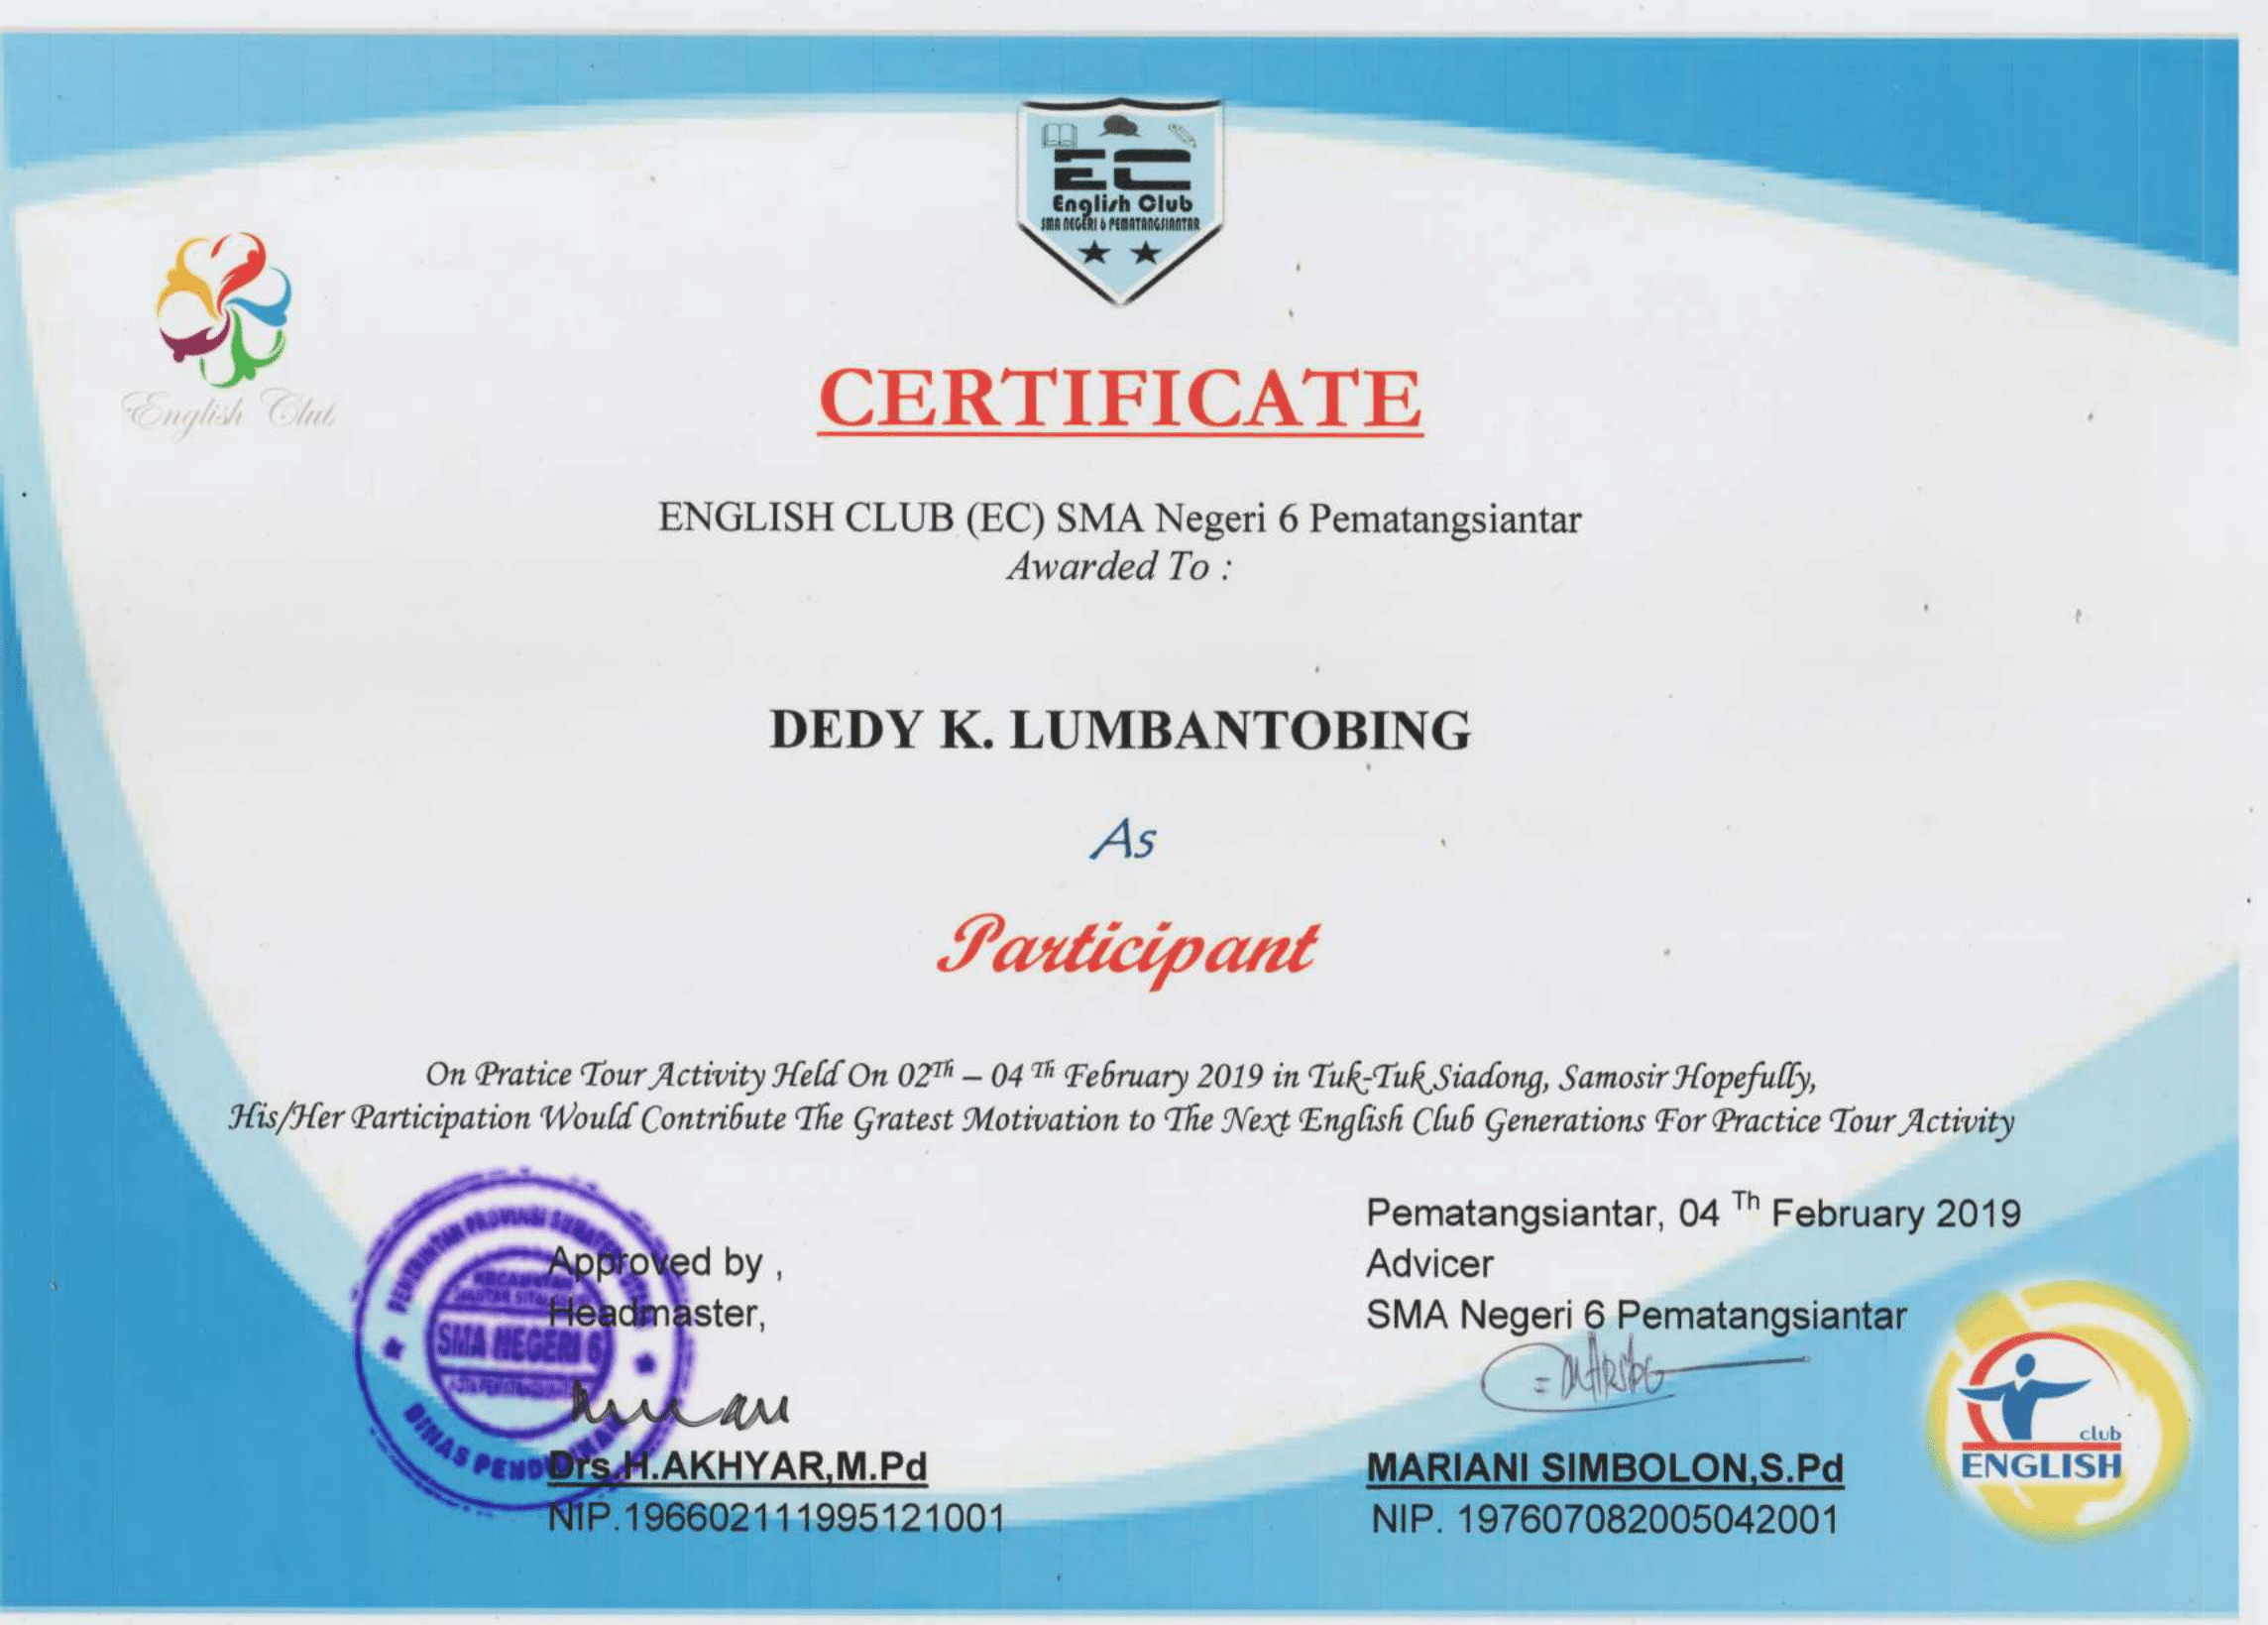 EC
English Club
SMA NEGERI 6 PEMATANGSIANTAR
English Club
CERTIFICATE
ENGLISH CLUB (EC) SMA Negeri 6 Pematangsiantar
Awarded To :
DEDY K. LUMBANTOBING
As
Participant
On Pratice Tour Activity Held On 02Th – 04 Th February 2019 in Tuk-Tuk Siadong, Samosir Hopefully,
His/Her Participation Would Contribute The Gratest Motivation to The Next English Club Generations For Practice Tour Activity
Pematangsiantar, 04 Th February 2019
Approved by ,
Advicer
Headmaster,
SMA Negeri 6 Pematangsiantar
PEMERINTAH PROVINSI
SMA NEGERI 6
DINAS PENDIDIKAN
Drs.H.AKHYAR,M.Pd
MARIANI SIMBOLON,S.Pd
NIP.196602111995121001
NIP. 197607082005042001
club
ENGLISH